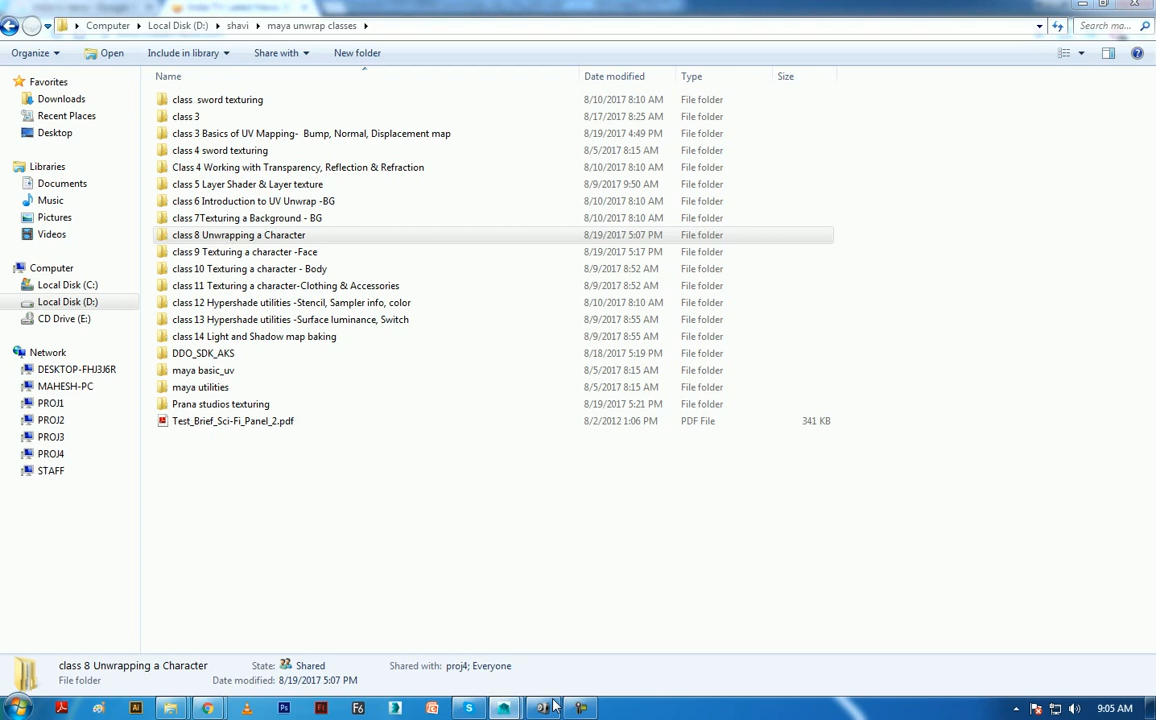 Computer ▸ Local Disk (D:) ▸ shavi ▸ maya unwrap classes ▸
Search ma...
Organize Open Include in library Share with New folder
Name Date modified Type Size
Favorites
Downloads
Recent Places
Desktop
Libraries
Documents
Music
Pictures
Videos
Computer
Local Disk (C:)
Local Disk (D:)
CD Drive (E:)
Network
DESKTOP-FHJ3J6R
MAHESH-PC
PROJ1
PROJ2
PROJ3
PROJ4
STAFF
class  sword texturing 8/10/2017 8:10 AM File folder
class 3 8/17/2017 8:25 AM File folder
class 3 Basics of UV Mapping-  Bump, Normal, Displacement map 8/19/2017 4:49 PM File folder
class 4 sword texturing 8/5/2017 8:15 AM File folder
Class 4 Working with Transparency, Reflection & Refraction 8/10/2017 8:10 AM File folder
class 5 Layer Shader & Layer texture 8/9/2017 9:50 AM File folder
class 6 Introduction to UV Unwrap -BG 8/10/2017 8:10 AM File folder
class 7Texturing a Background - BG 8/10/2017 8:10 AM File folder
class 8 Unwrapping a Character 8/19/2017 5:07 PM File folder
class 9 Texturing a character -Face 8/19/2017 5:17 PM File folder
class 10 Texturing a character - Body 8/9/2017 8:52 AM File folder
class 11 Texturing a character-Clothing & Accessories 8/9/2017 8:52 AM File folder
class 12 Hypershade utilities -Stencil, Sampler info, color 8/10/2017 8:10 AM File folder
class 13 Hypershade utilities -Surface luminance, Switch 8/9/2017 8:55 AM File folder
class 14 Light and Shadow map baking 8/9/2017 8:55 AM File folder
DDO_SDK_AKS 8/18/2017 5:19 PM File folder
maya basic_uv 8/5/2017 8:15 AM File folder
maya utilities 8/5/2017 8:15 AM File folder
Prana studios texturing 8/19/2017 5:21 PM File folder
Test_Brief_Sci-Fi_Panel_2.pdf 8/2/2012 1:06 PM PDF File 341 KB
class 8 Unwrapping a Character State: Shared Shared with: proj4; Everyone
File folder Date modified: 8/19/2017 5:07 PM
Ai Ps Fl F6 S 9:05 AM